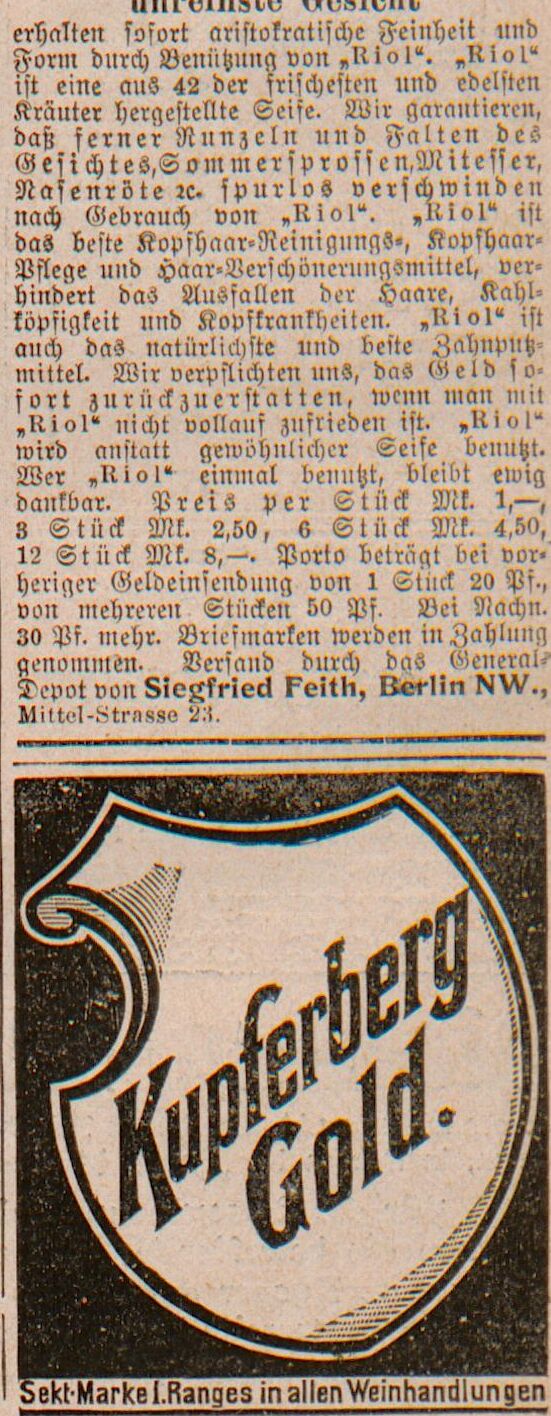 unreinste Gesicht
erhalten sofort aristokratische Feinheit und
Form durch Benützung von „Riol“. „Riol“
ist eine aus 42 der frischesten und edelsten
Kräuter hergestellte Seife. Wir garantieren,
daß ferner Runzeln und Falten des
Gesichtes, Sommersprossen, Mitesser,
Nasenröte ꝛc. spurlos verschwinden
nach Gebrauch von „Riol“. „Riol“ ist
das beste Kopfhaar-Reinigungs-, Kopfhaar-
Pflege und Haar-Verschönerungsmittel, ver-
hindert das Ausfallen der Haare, Kahl-
köpfigkeit und Kopfkrankheiten. „Riol“ ist
auch das natürlichste und beste Zahnputz-
mittel. Wir verpflichten uns, das Geld so-
fort zurückzuerstatten, wenn man mit
„Riol“ nicht vollauf zufrieden ist. „Riol“
wird anstatt gewöhnlicher Seife benutzt.
Wer „Riol“ einmal benutzt, bleibt ewig
dankbar. Preis per Stück Mk. 1,—,
3 Stück Mk. 2,50, 6 Stück Mk. 4,50,
12 Stück Mk. 8,—. Porto beträgt bei vor-
heriger Geldeinsendung von 1 Stück 20 Pf.,
von mehreren Stücken 50 Pf. Bei Nachn.
30 Pf. mehr. Briefmarken werden in Zahlung
genommen. Versand durch das General-
Depot von Siegfried Feith, Berlin NW.,
Mittel-Strasse 23.
Kupferberg
Gold.
Sekt-Marke I. Ranges in allen Weinhandlungen